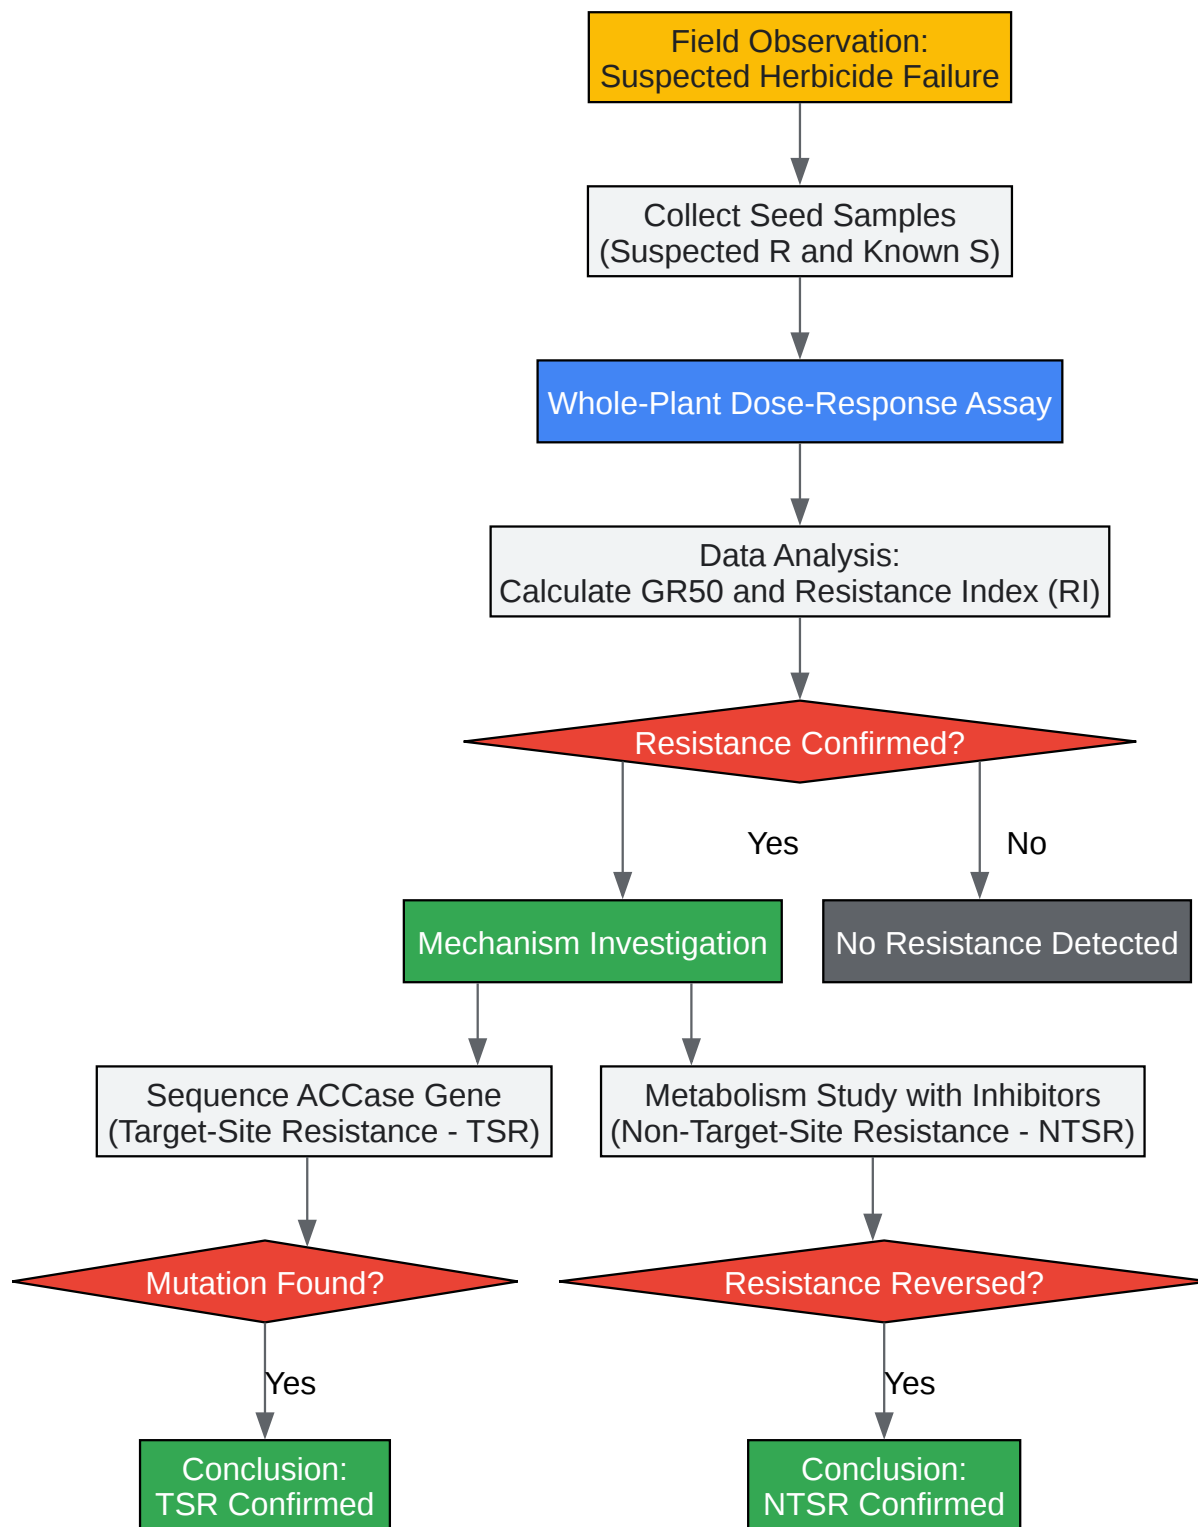 Field Observation:
Suspected Herbicide Failure
Collect Seed Samples
(Suspected R and Known S)
Whole-Plant Dose-Response Assay
Data Analysis:
Calculate GR50 and Resistance Index (RI)
Resistance Confirmed?
Yes
No
Mechanism Investigation
No Resistance Detected
Sequence ACCase Gene
(Target-Site Resistance - TSR)
Metabolism Study with Inhibitors
(Non-Target-Site Resistance - NTSR)
Mutation Found?
Resistance Reversed?
Yes
Yes
Conclusion:
TSR Confirmed
Conclusion:
NTSR Confirmed